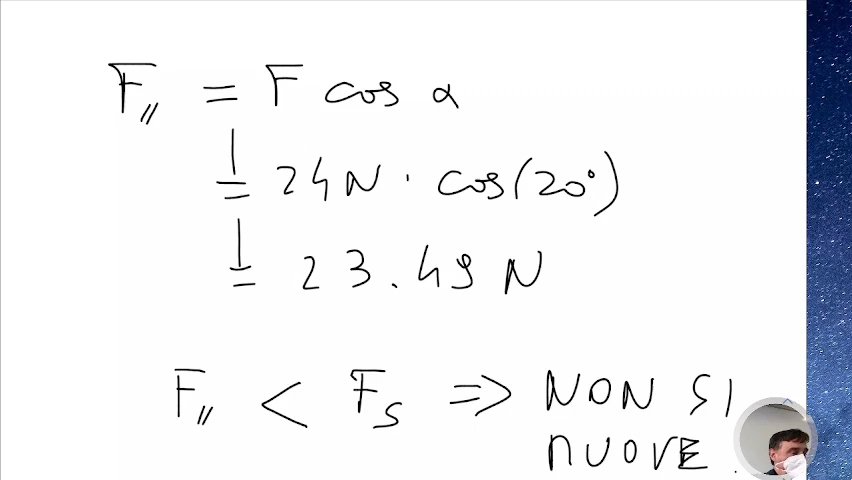 F∥ = F cos α
= 24N · cos(20°)
= 23.49 N
F∥ < Fs => NON SI
MUOVE.